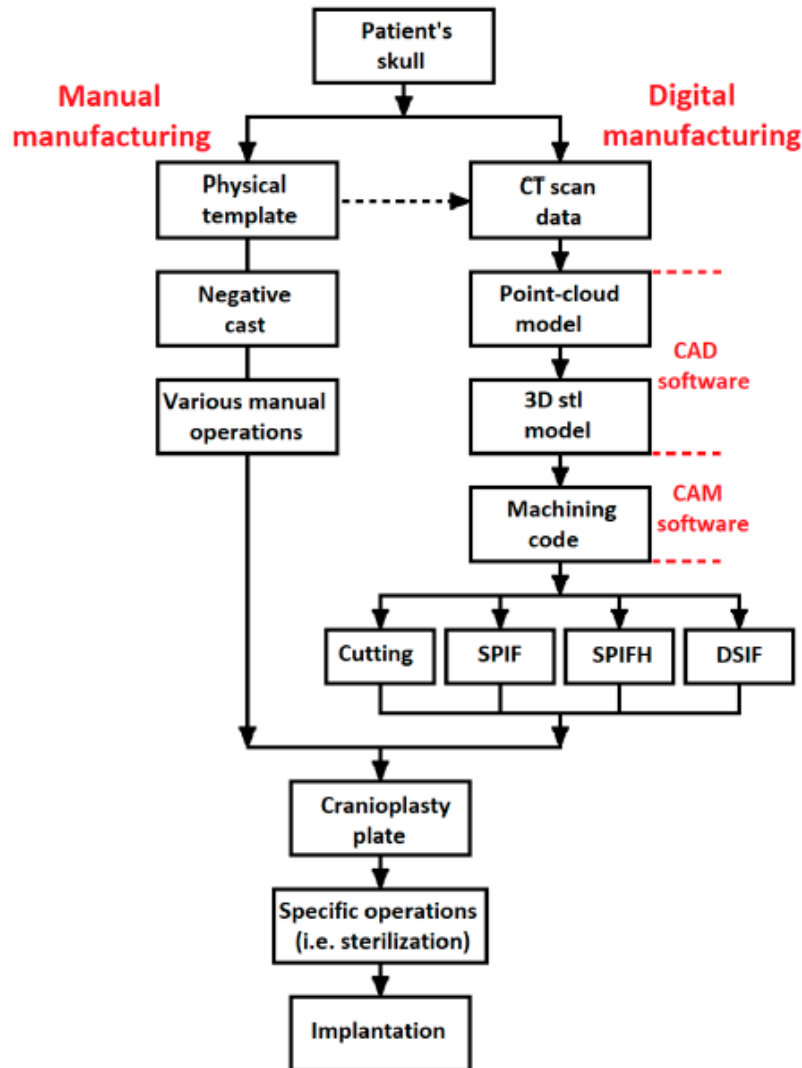 Patient's
skull
Manual
manufacturing
Digital
manufacturing
Physical
template
CT scan
data
Negative
cast
Point-cloud
model
CAD
software
Various manual
operations
3D stl
model
Machining
code
CAM
software
Cutting
SPIF
SPIFH
DSIF
Cranioplasty
plate
Specific operations
(i.e. sterilization)
Implantation